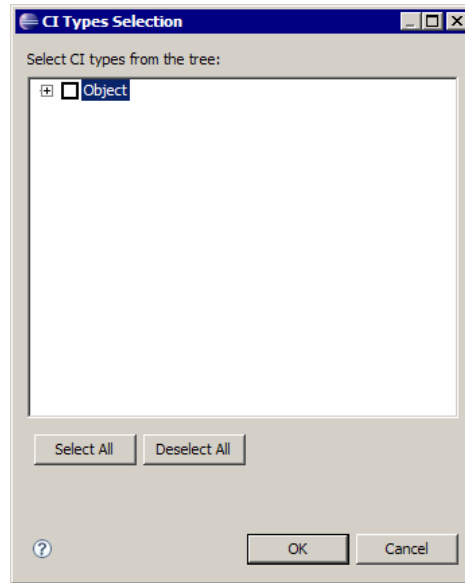 CI Types Selection
Select CI types from the tree:
Object
Select All Deselect All
? OK Cancel